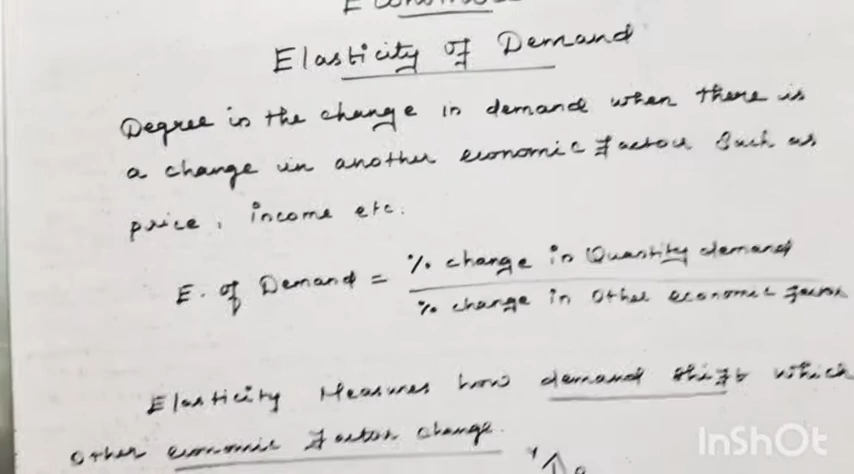 Economics
Elasticity of Demand
Degree in the change in demand when there is
a change in another economic factor Such as
price, income etc.
E. of Demand = % change in Quantity demand
% change in other economic factor
Elasticity Measures how demand shift which
other economic factor change.
Y
InShOt